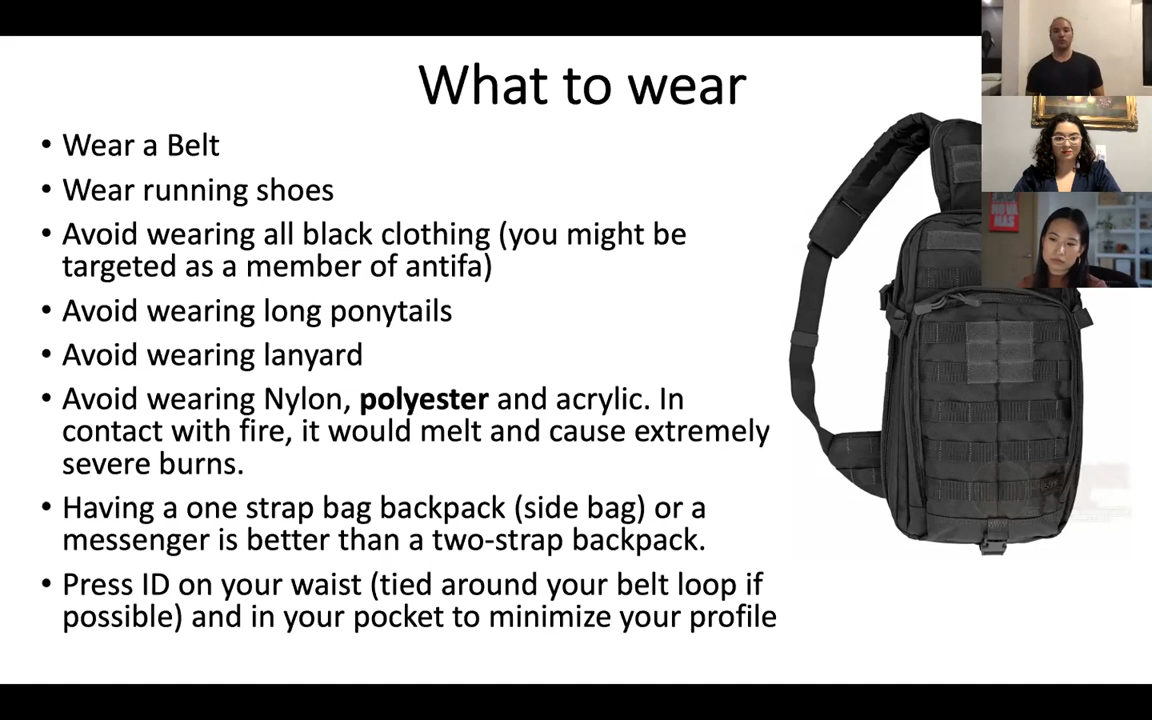 What to wear
• Wear a Belt
• Wear running shoes
• Avoid wearing all black clothing (you might be
targeted as a member of antifa)
• Avoid wearing long ponytails
• Avoid wearing lanyard
• Avoid wearing Nylon, polyester and acrylic. In
contact with fire, it would melt and cause extremely
severe burns.
• Having a one strap bag backpack (side bag) or a
messenger is better than a two-strap backpack.
• Press ID on your waist (tied around your belt loop if
possible) and in your pocket to minimize your profile